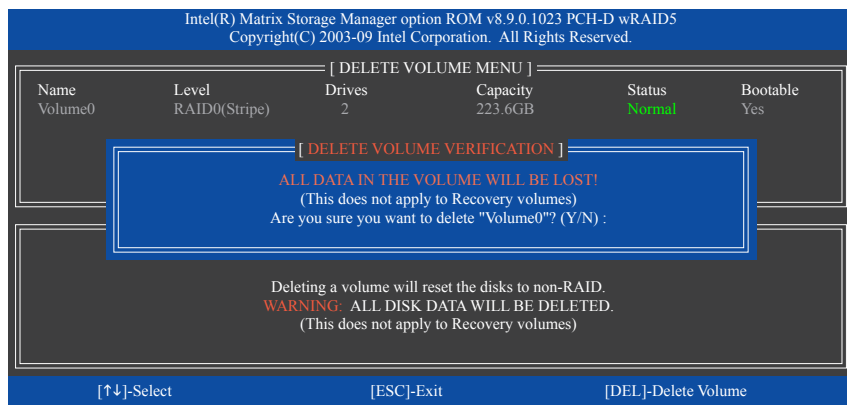 Intel(R) Matrix Storage Manager option ROM v8.9.0.1023 PCH-D wRAID5
Copyright(C) 2003-09 Intel Corporation. All Rights Reserved.
[ DELETE VOLUME MENU ]
Name Level Drives Capacity Status Bootable
Volume0 RAID0(Stripe) 2 223.6GB Normal Yes
[ DELETE VOLUME VERIFICATION ]
ALL DATA IN THE VOLUME WILL BE LOST!
(This does not apply to Recovery volumes)
Are you sure you want to delete "Volume0"? (Y/N) :
Deleting a volume will reset the disks to non-RAID.
WARNING: ALL DISK DATA WILL BE DELETED.
(This does not apply to Recovery volumes)
[↑↓]-Select [ESC]-Exit [DEL]-Delete Volume